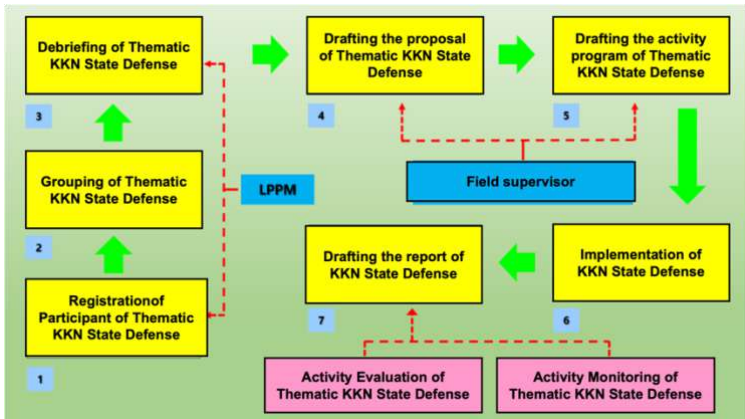 Debriefing of Thematic
KKN State Defense
3
Drafting the proposal
of Thematic KKN State
Defense
4
Drafting the activity
program of Thematic
KKN State Defense
5
Grouping of Thematic
KKN State Defense
2
LPPM
Field supervisor
Registrationof
Participant of Thematic
KKN State Defense
1
Drafting the report of
KKN State Defense
7
Implementation of
KKN State Defense
6
Activity Evaluation of
Thematic KKN State Defense
Activity Monitoring of
Thematic KKN State Defense